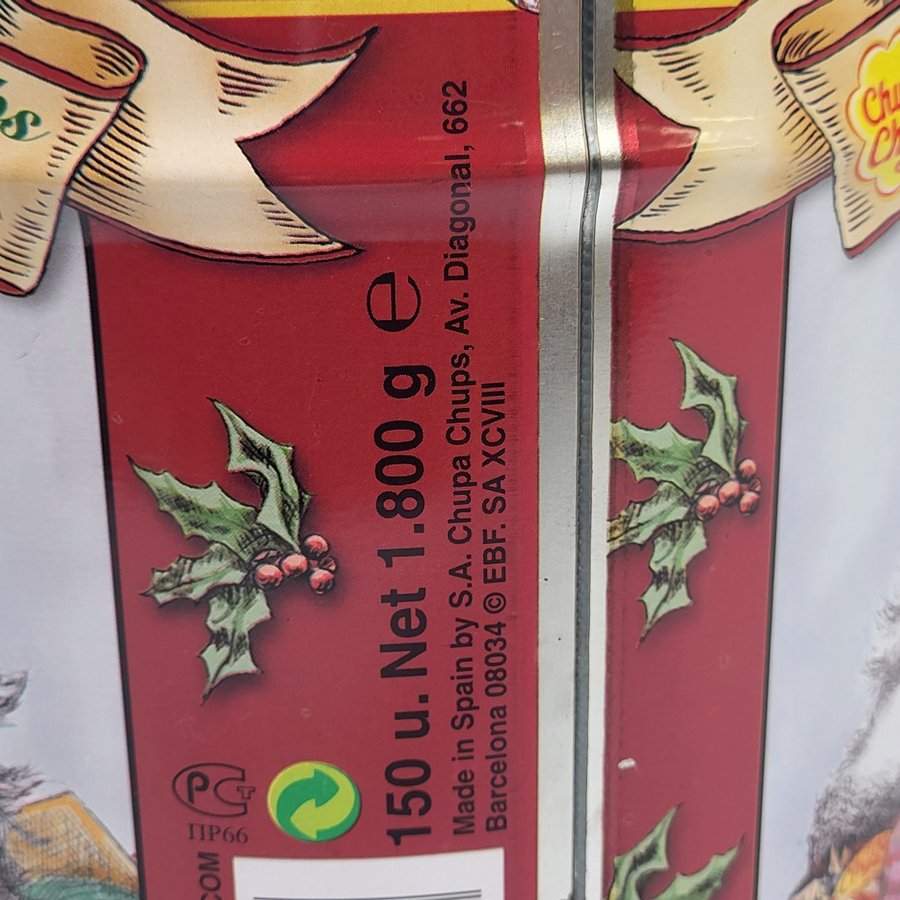 150 u. Net 1.800 g e
Made in Spain by S.A. Chupa Chups, Av. Diagonal, 662
Barcelona 08034 © EBF. SA XCVIII
ПР66
.COM